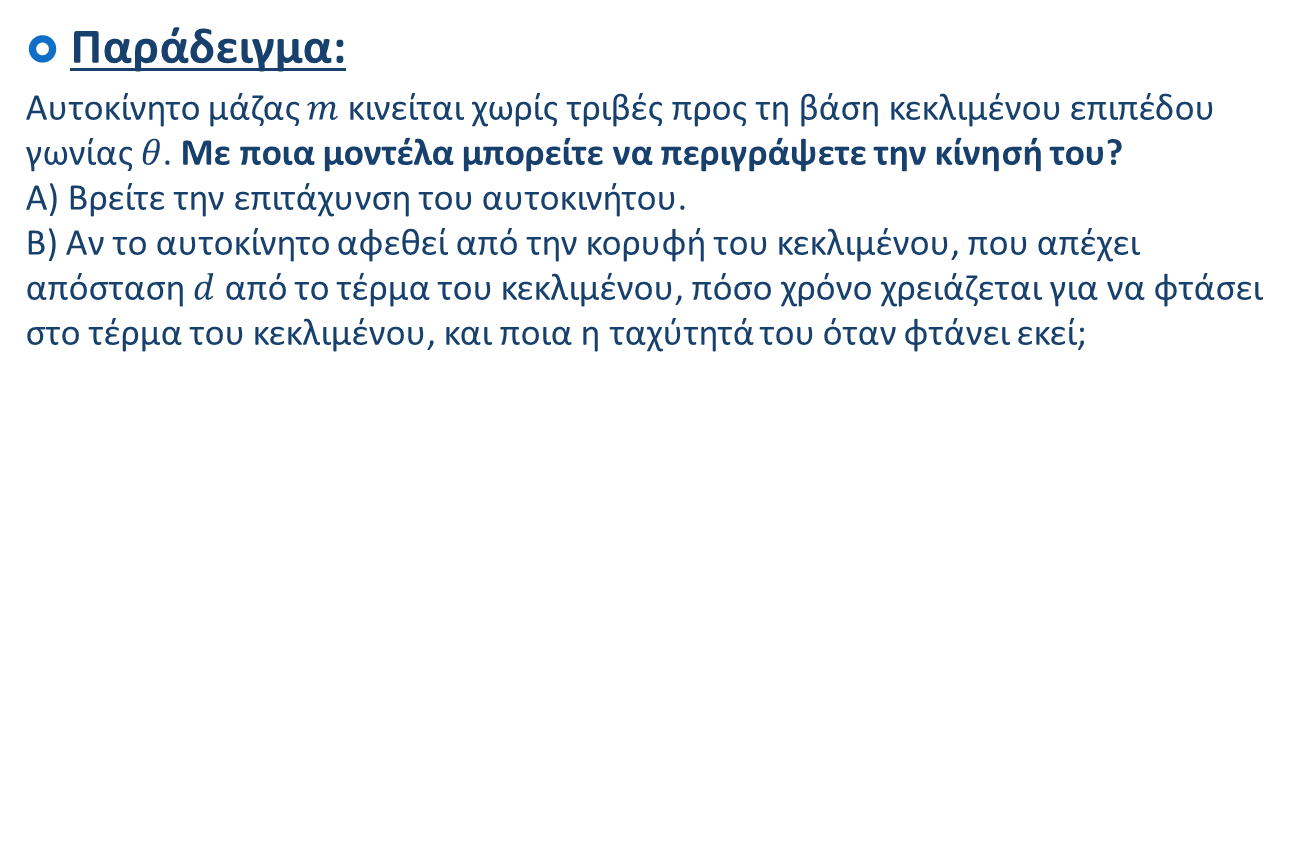 Παράδειγμα:
Αυτοκίνητο μάζας m κινείται χωρίς τριβές προς τη βάση κεκλιμένου επιπέδου
γωνίας θ. Με ποια μοντέλα μπορείτε να περιγράψετε την κίνησή του?
Α) Βρείτε την επιτάχυνση του αυτοκινήτου.
Β) Αν το αυτοκίνητο αφεθεί από την κορυφή του κεκλιμένου, που απέχει
απόσταση d από το τέρμα του κεκλιμένου, πόσο χρόνο χρειάζεται για να φτάσει
στο τέρμα του κεκλιμένου, και ποια η ταχύτητά του όταν φτάνει εκεί;